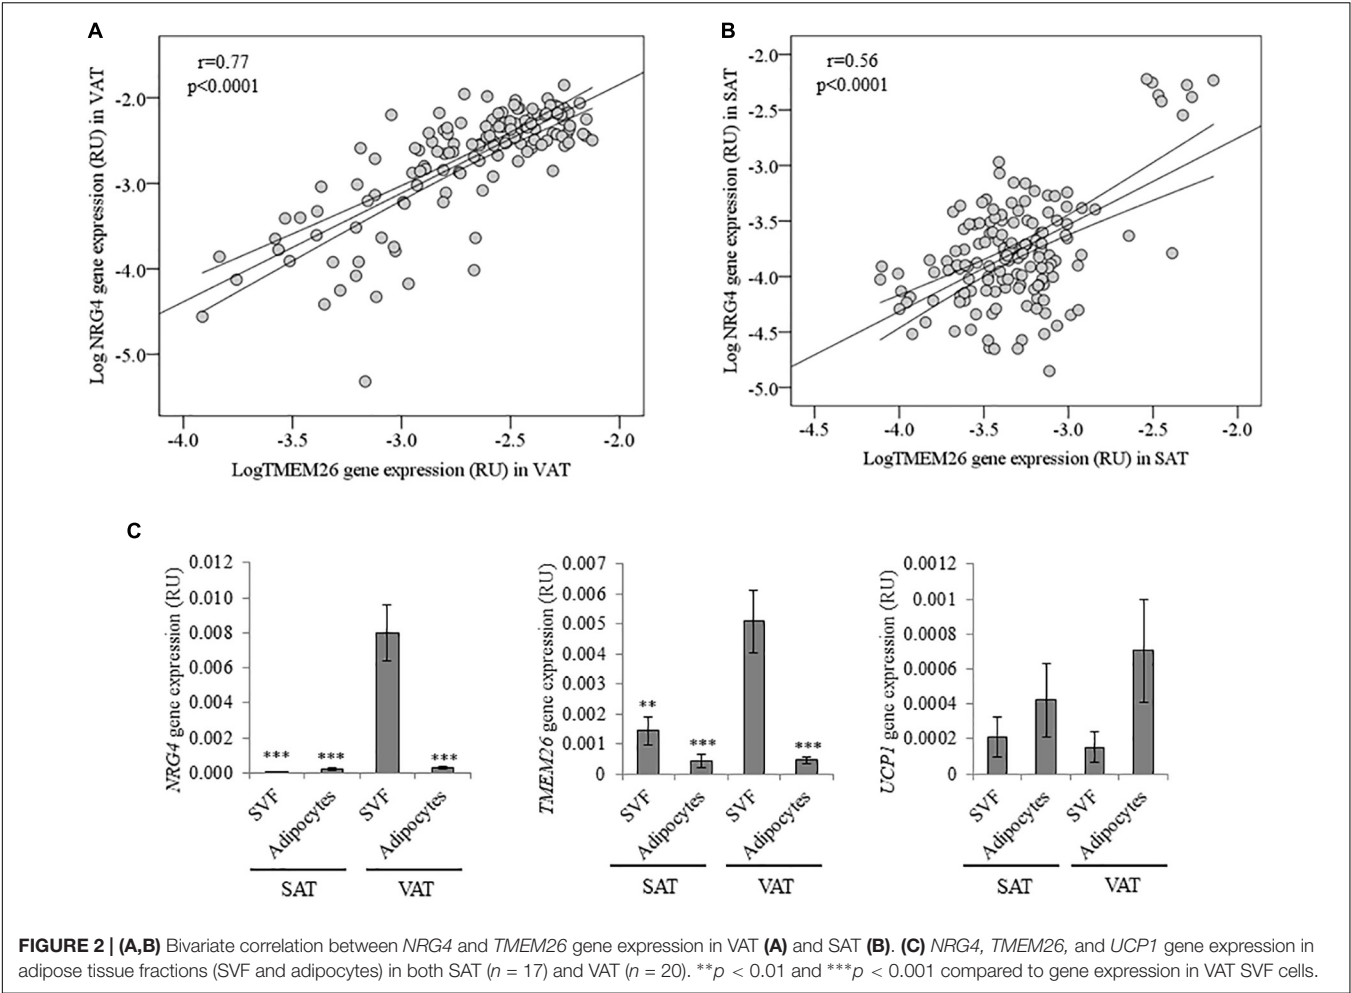 A
r=0.77
p<0.0001
Log NRG4 gene expression (RU) in VAT
-2.0
-3.0
-4.0
-5.0
-4.0 -3.5 -3.0 -2.5 -2.0
LogTMEM26 gene expression (RU) in VAT
B
r=0.56
p<0.0001
Log NRG4 gene expression (RU) in SAT
-2.0
-2.5
-3.0
-3.5
-4.0
-4.5
-5.0
-4.5 -4.0 -3.5 -3.0 -2.5 -2.0
LogTMEM26 gene expression (RU) in SAT
C
NRG4 gene expression (RU)
0.012
0.010
0.008
0.006
0.004
0.002
0.000
*** *** ***
SVF Adipocytes SVF Adipocytes
SAT VAT
TMEM26 gene expression (RU)
0.007
0.006
0.005
0.004
0.003
0.002
0.001
0
** *** ***
SVF Adipocytes SVF Adipocytes
SAT VAT
UCP1 gene expression (RU)
0.0012
0.001
0.0008
0.0006
0.0004
0.0002
0
SVF Adipocytes SVF Adipocytes
SAT VAT
FIGURE 2 | (A,B) Bivariate correlation between NRG4 and TMEM26 gene expression in VAT (A) and SAT (B). (C) NRG4, TMEM26, and UCP1 gene expression in
adipose tissue fractions (SVF and adipocytes) in both SAT (n = 17) and VAT (n = 20). **p < 0.01 and ***p < 0.001 compared to gene expression in VAT SVF cells.